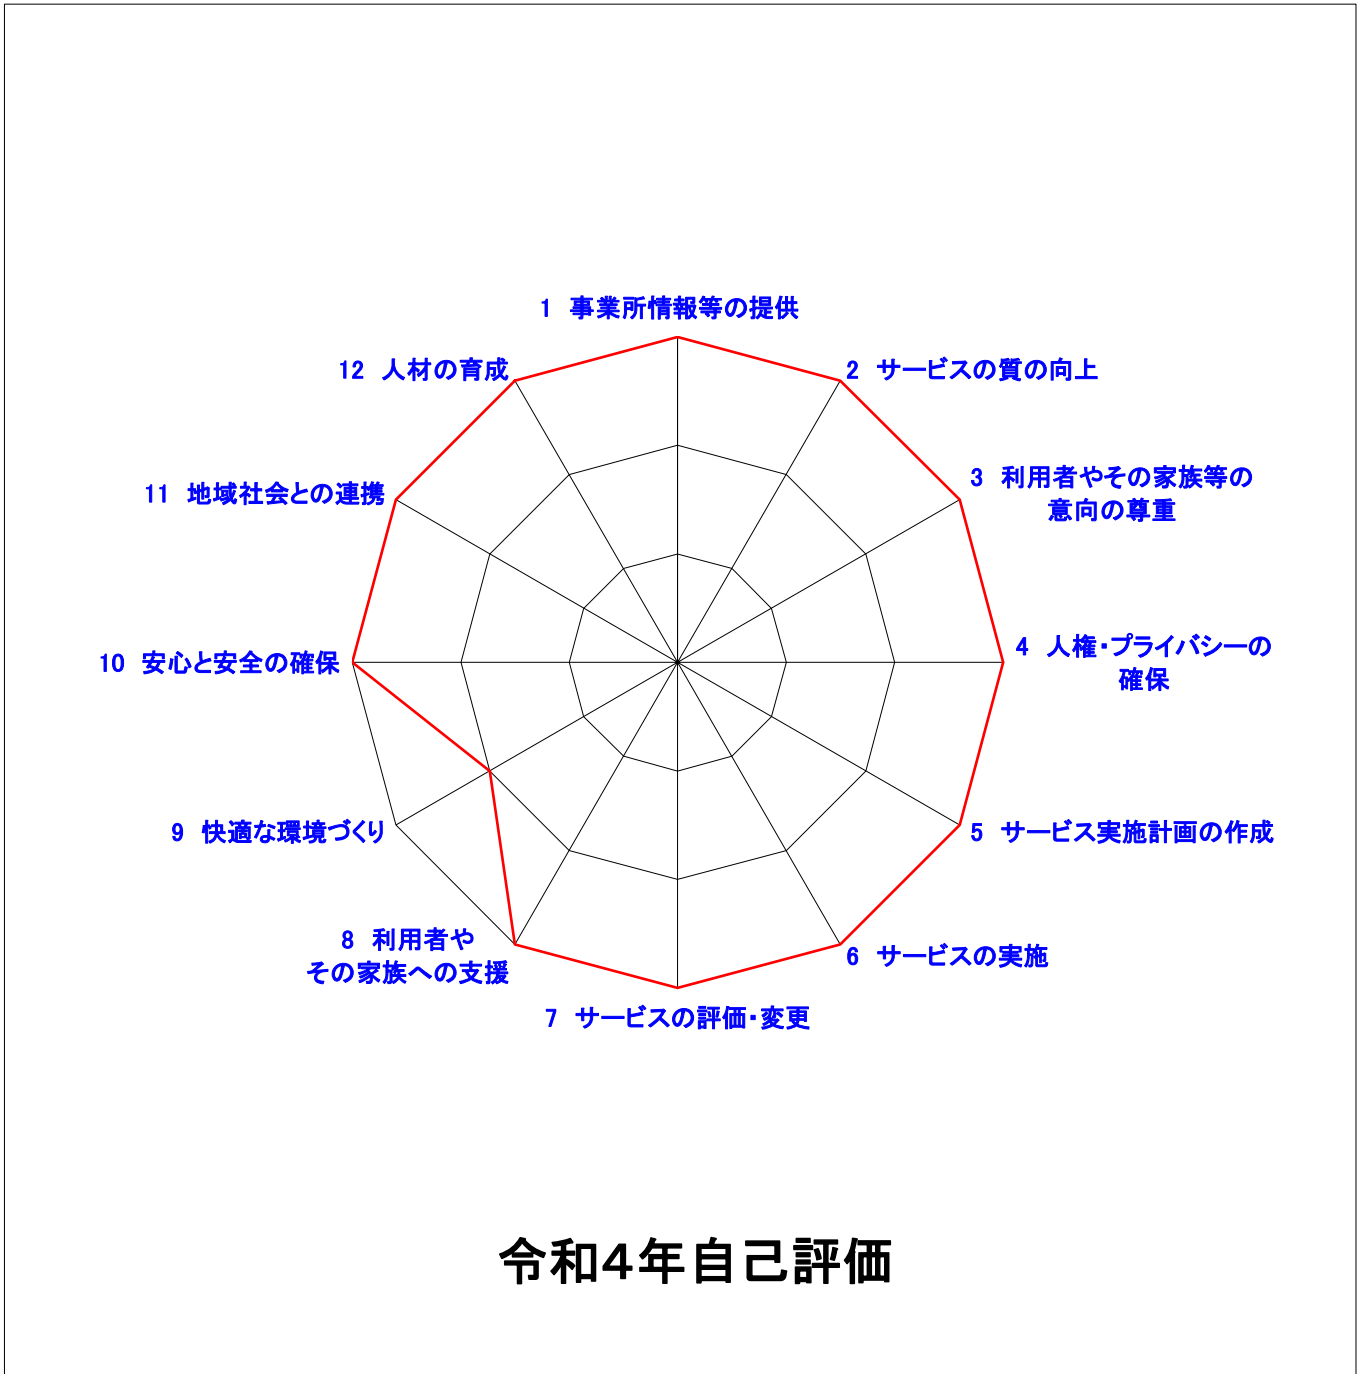 1 事業所情報等の提供
2 サービスの質の向上
3 利用者やその家族等の
意向の尊重
4 人権・プライバシーの
確保
5 サービス実施計画の作成
6 サービスの実施
7 サービスの評価・変更
8 利用者や
その家族への支援
9 快適な環境づくり
10 安心と安全の確保
11 地域社会との連携
12 人材の育成
令和4年自己評価